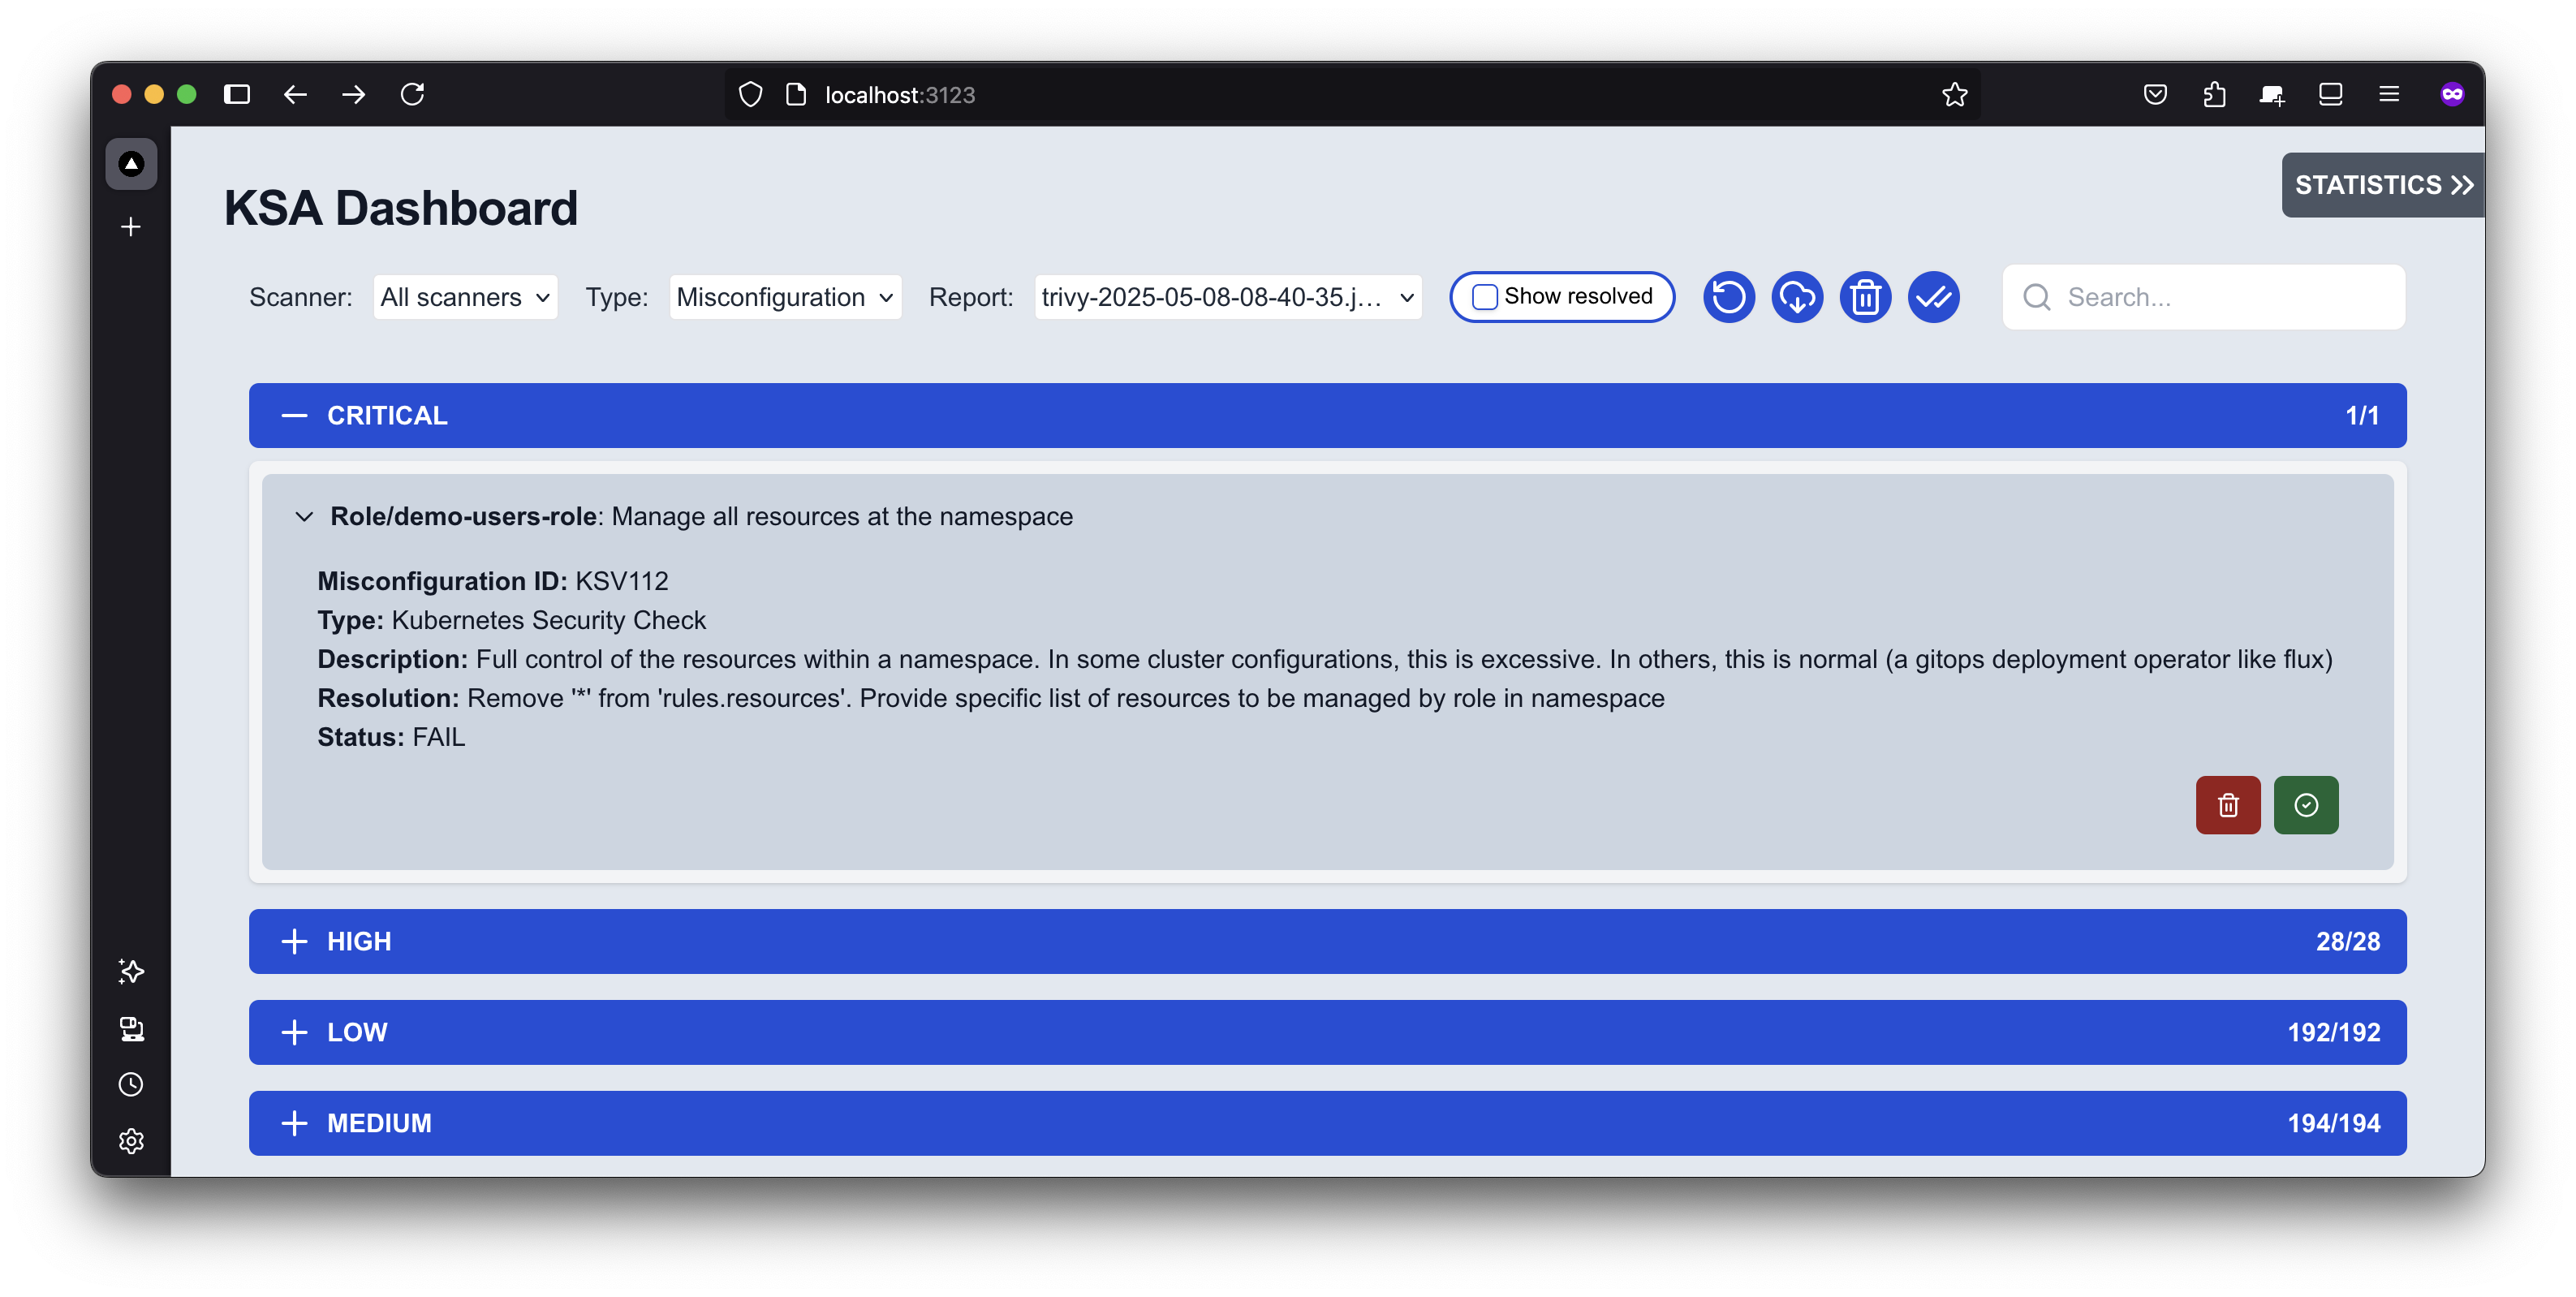 localhost:3123
STATISTICS
KSA Dashboard
Scanner: All scanners Type: Misconfiguration Report: trivy-2025-05-08-08-40-35.j... Show resolved Search...
CRITICAL 1/1
Role/demo-users-role: Manage all resources at the namespace
Misconfiguration ID: KSV112
Type: Kubernetes Security Check
Description: Full control of the resources within a namespace. In some cluster configurations, this is excessive. In others, this is normal (a gitops deployment operator like flux)
Resolution: Remove '*' from 'rules.resources'. Provide specific list of resources to be managed by role in namespace
Status: FAIL
HIGH 28/28
LOW 192/192
MEDIUM 194/194